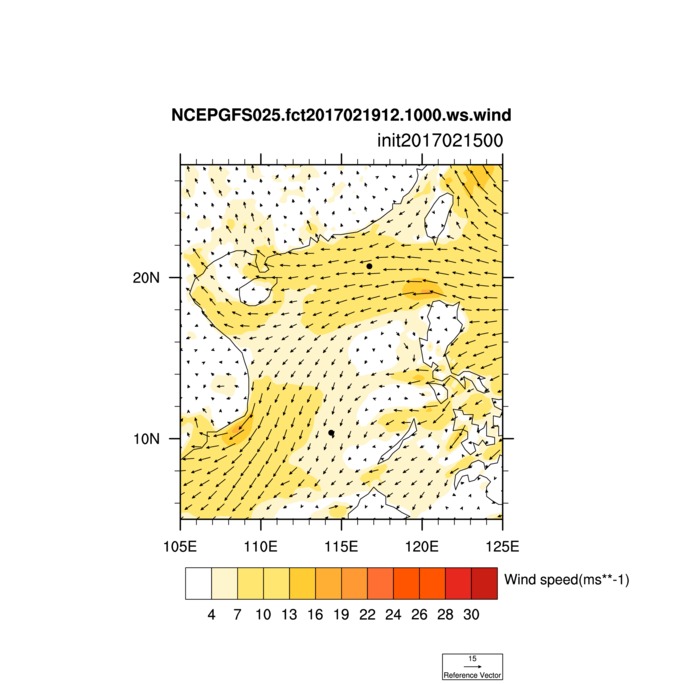 NCEPGFS025.fct2017021912.1000.ws.wind
init2017021500
20N
10N
105E 110E 115E 120E 125E
Wind speed(ms**-1)
4 7 10 13 16 19 22 24 26 28 30
15
Reference Vector